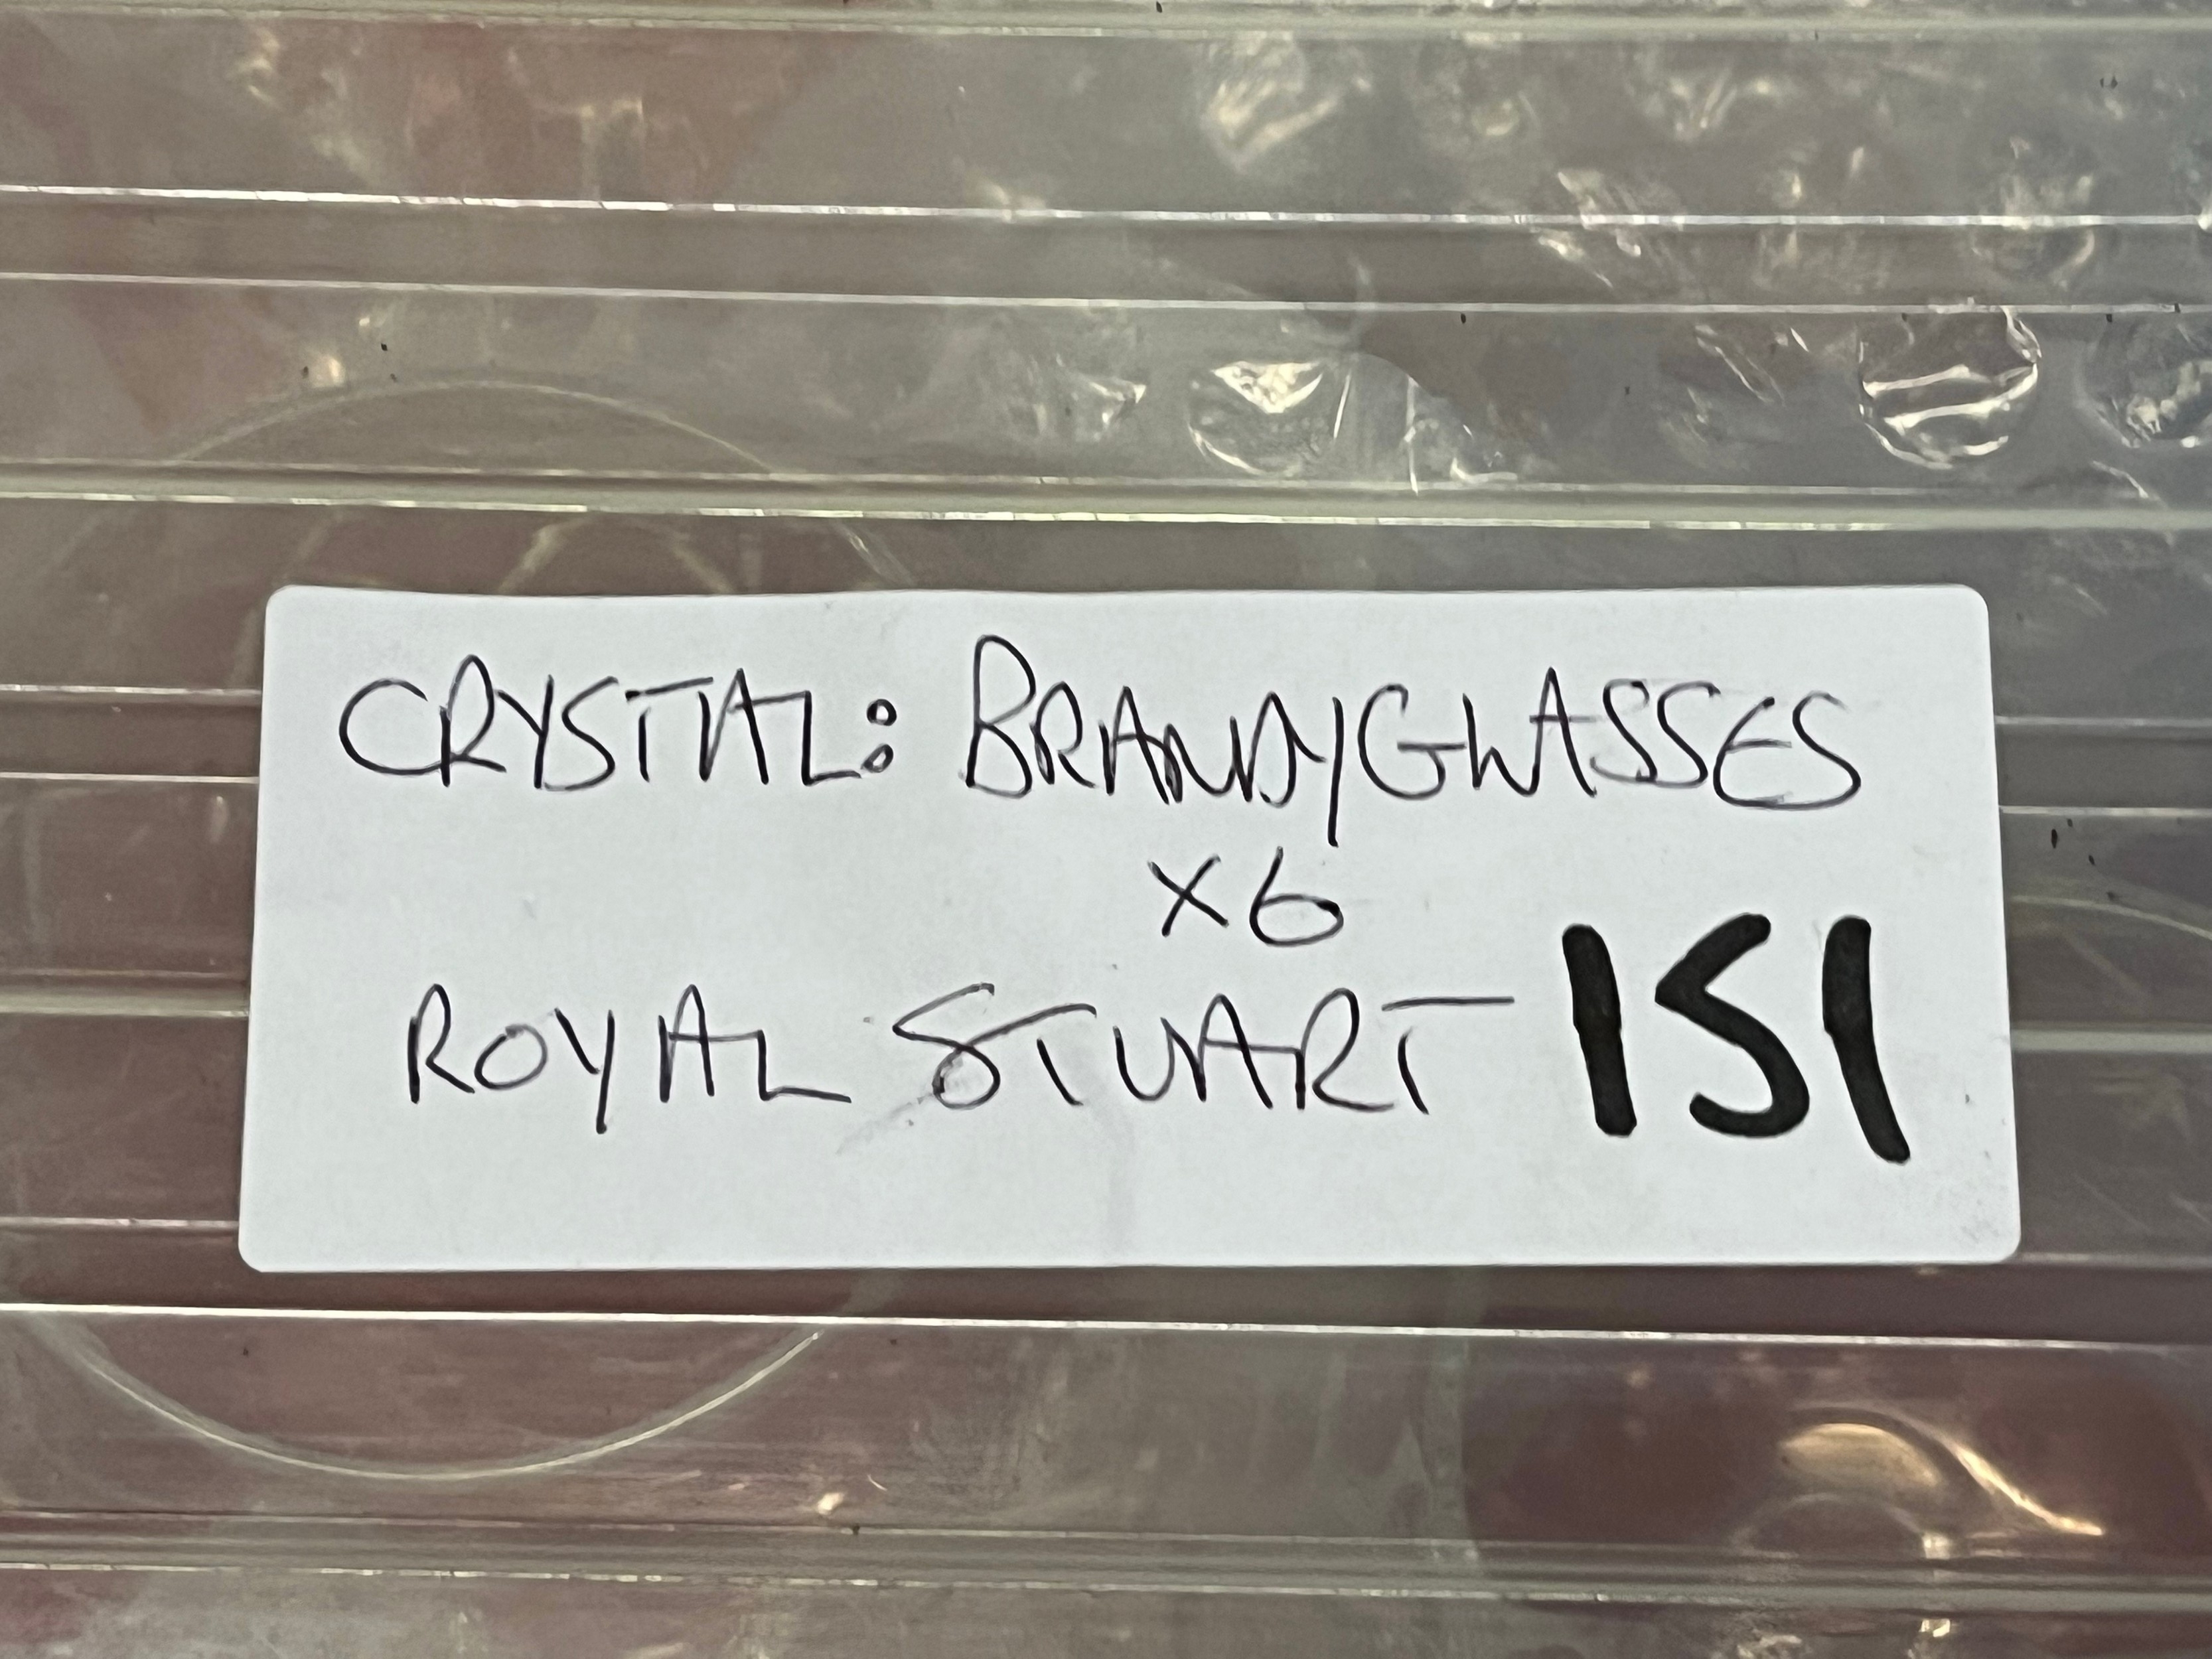 CRYSTAL: BRANDYGLASSES
x6
ROYAL STUART 151